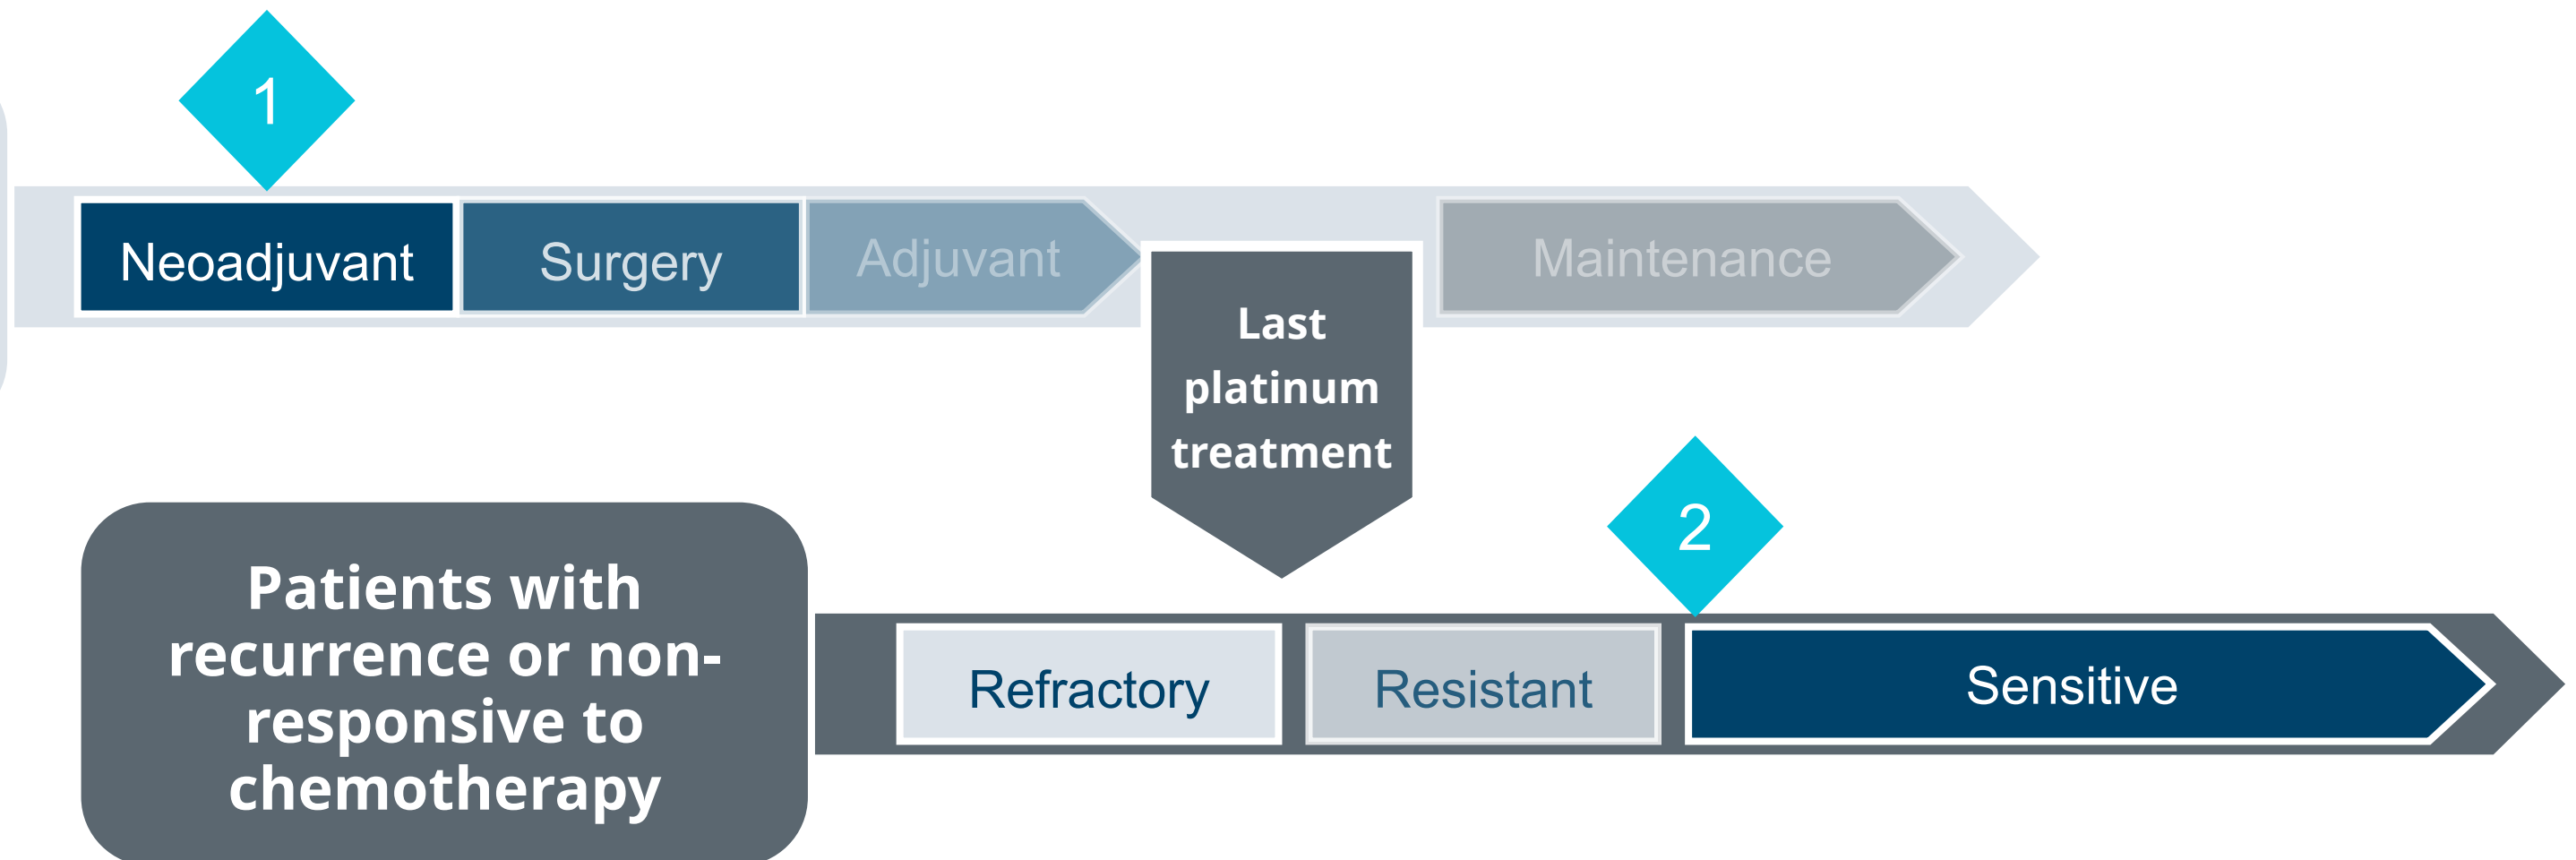 1
Neoadjuvant
Surgery
Adjuvant
Maintenance
Last
platinum
treatment
2
Patients with
recurrence or non-
responsive to
chemotherapy
Refractory
Resistant
Sensitive